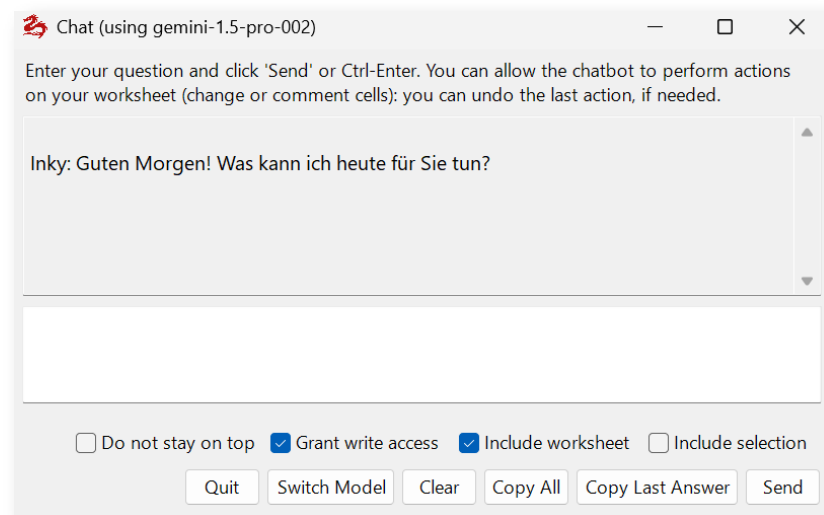 Chat (using gemini-1.5-pro-002)
Enter your question and click 'Send' or Ctrl-Enter. You can allow the chatbot to perform actions
on your worksheet (change or comment cells): you can undo the last action, if needed.
Inky: Guten Morgen! Was kann ich heute für Sie tun?
Do not stay on top Grant write access Include worksheet Include selection
Quit Switch Model Clear Copy All Copy Last Answer Send